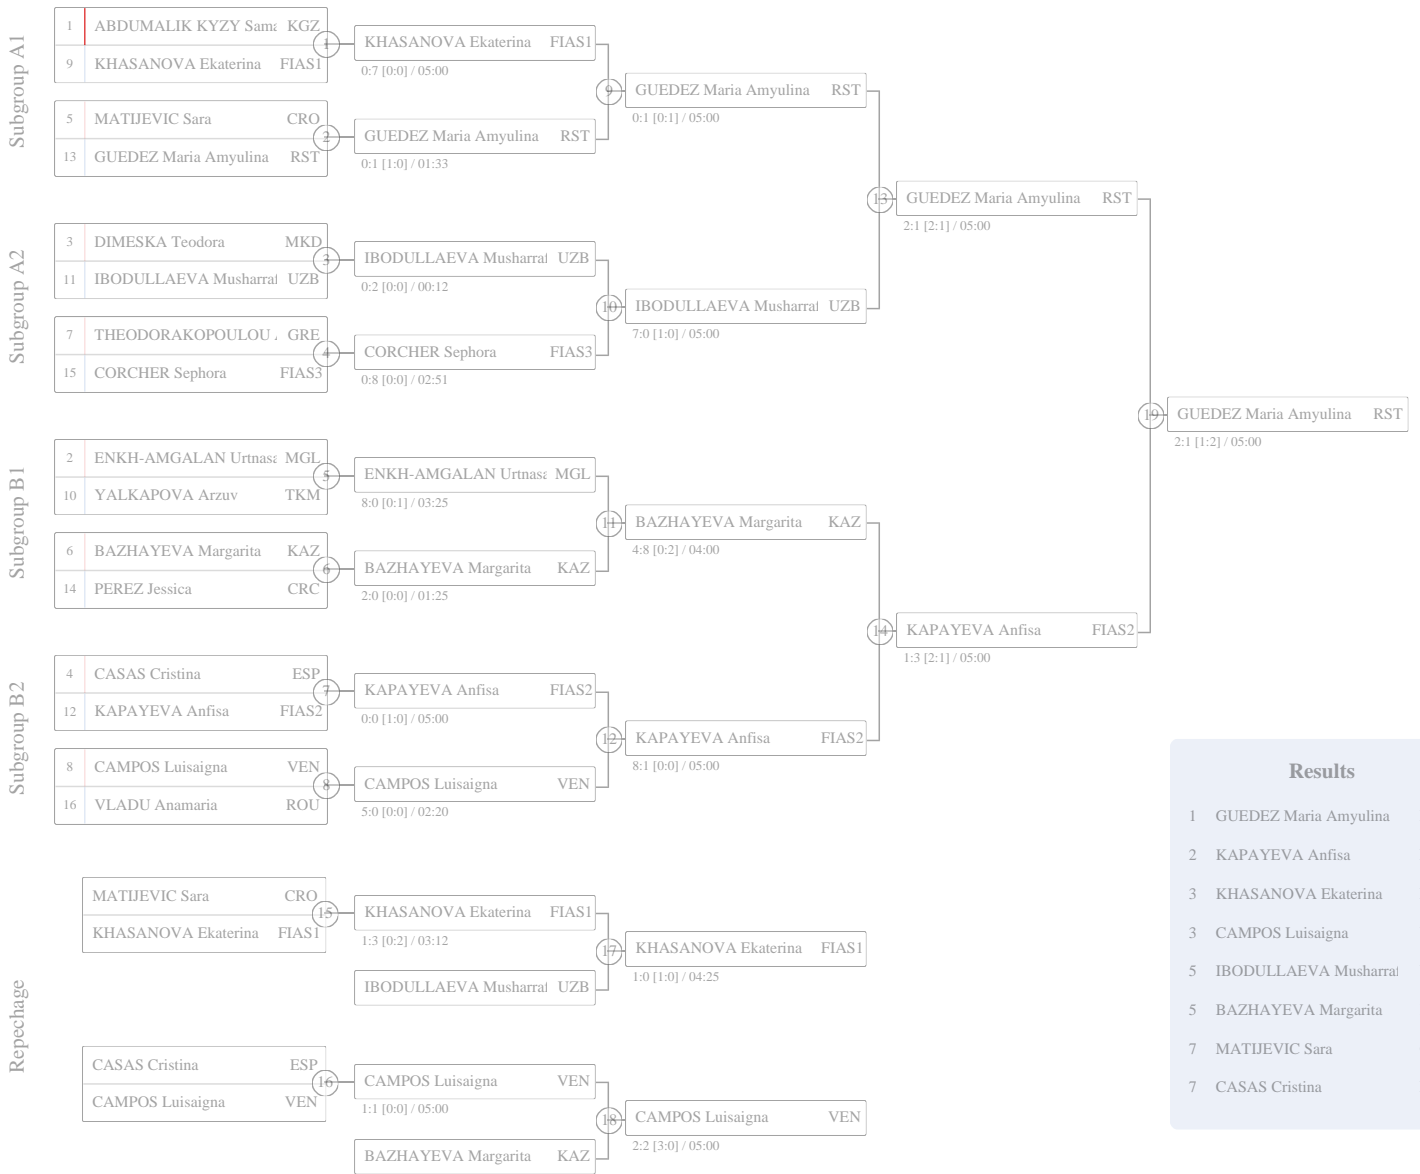 Subgroup A1
1 ABDUMALIK KYZY Sama KGZ
9 KHASANOVA Ekaterina FIAS1
1
KHASANOVA Ekaterina FIAS1
0:7 [0:0] / 05:00
5 MATIJEVIC Sara CRO
13 GUEDEZ Maria Amyulina RST
2
GUEDEZ Maria Amyulina RST
0:1 [1:0] / 01:33
9
GUEDEZ Maria Amyulina RST
0:1 [0:1] / 05:00
Subgroup A2
3 DIMESKA Teodora MKD
11 IBODULLAEVA Musharraf UZB
3
IBODULLAEVA Musharraf UZB
0:2 [0:0] / 00:12
7 THEODORAKOPOULOU GRE
15 CORCHER Sephora FIAS3
4
CORCHER Sephora FIAS3
0:8 [0:0] / 02:51
10
IBODULLAEVA Musharraf UZB
7:0 [1:0] / 05:00
13
GUEDEZ Maria Amyulina RST
2:1 [2:1] / 05:00
Subgroup B1
2 ENKH-AMGALAN Urtnasa MGL
10 YALKAPOVA Arzuv TKM
5
ENKH-AMGALAN Urtnasa MGL
8:0 [0:1] / 03:25
6 BAZHAYEVA Margarita KAZ
14 PEREZ Jessica CRC
6
BAZHAYEVA Margarita KAZ
2:0 [0:0] / 01:25
11
BAZHAYEVA Margarita KAZ
4:8 [0:2] / 04:00
Subgroup B2
4 CASAS Cristina ESP
12 KAPAYEVA Anfisa FIAS2
7
KAPAYEVA Anfisa FIAS2
0:0 [1:0] / 05:00
8 CAMPOS Luisaigna VEN
16 VLADU Anamaria ROU
8
CAMPOS Luisaigna VEN
5:0 [0:0] / 02:20
12
KAPAYEVA Anfisa FIAS2
8:1 [0:0] / 05:00
14
KAPAYEVA Anfisa FIAS2
1:3 [2:1] / 05:00
19
GUEDEZ Maria Amyulina RST
2:1 [1:2] / 05:00
Repechage
MATIJEVIC Sara CRO
KHASANOVA Ekaterina FIAS1
15
KHASANOVA Ekaterina FIAS1
1:3 [0:2] / 03:12
IBODULLAEVA Musharraf UZB
17
KHASANOVA Ekaterina FIAS1
1:0 [1:0] / 04:25
CASAS Cristina ESP
CAMPOS Luisaigna VEN
16
CAMPOS Luisaigna VEN
1:1 [0:0] / 05:00
BAZHAYEVA Margarita KAZ
18
CAMPOS Luisaigna VEN
2:2 [3:0] / 05:00
Results
1 GUEDEZ Maria Amyulina
2 KAPAYEVA Anfisa
3 KHASANOVA Ekaterina
3 CAMPOS Luisaigna
5 IBODULLAEVA Musharraf
5 BAZHAYEVA Margarita
7 MATIJEVIC Sara
7 CASAS Cristina